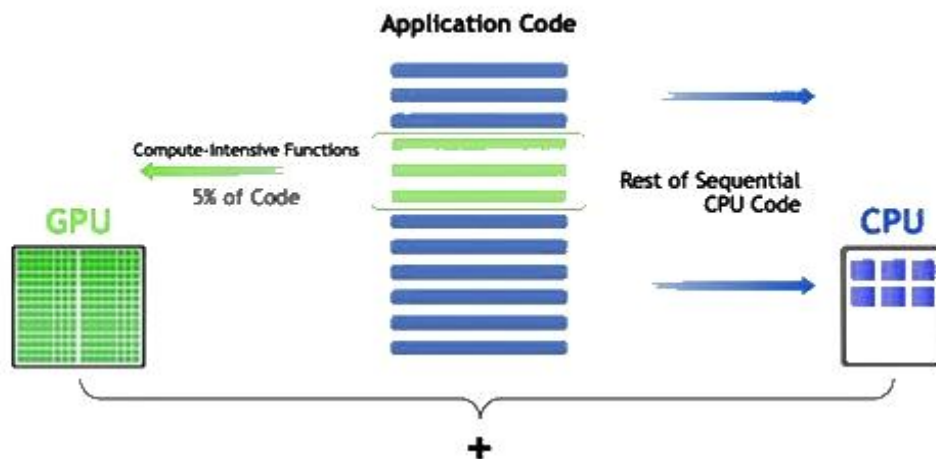 Application Code
Compute-Intensive Functions
5% of Code
GPU
Rest of Sequential
CPU Code
CPU
+